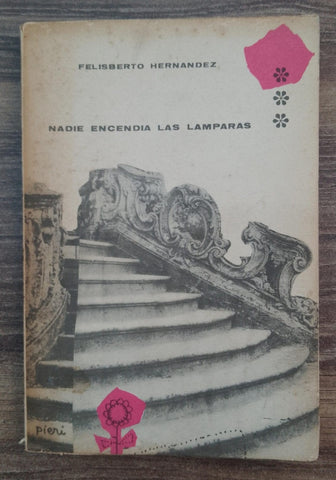 FELISBERTO HERNANDEZ
NADIE ENCENDIA LAS LAMPARAS
pieri